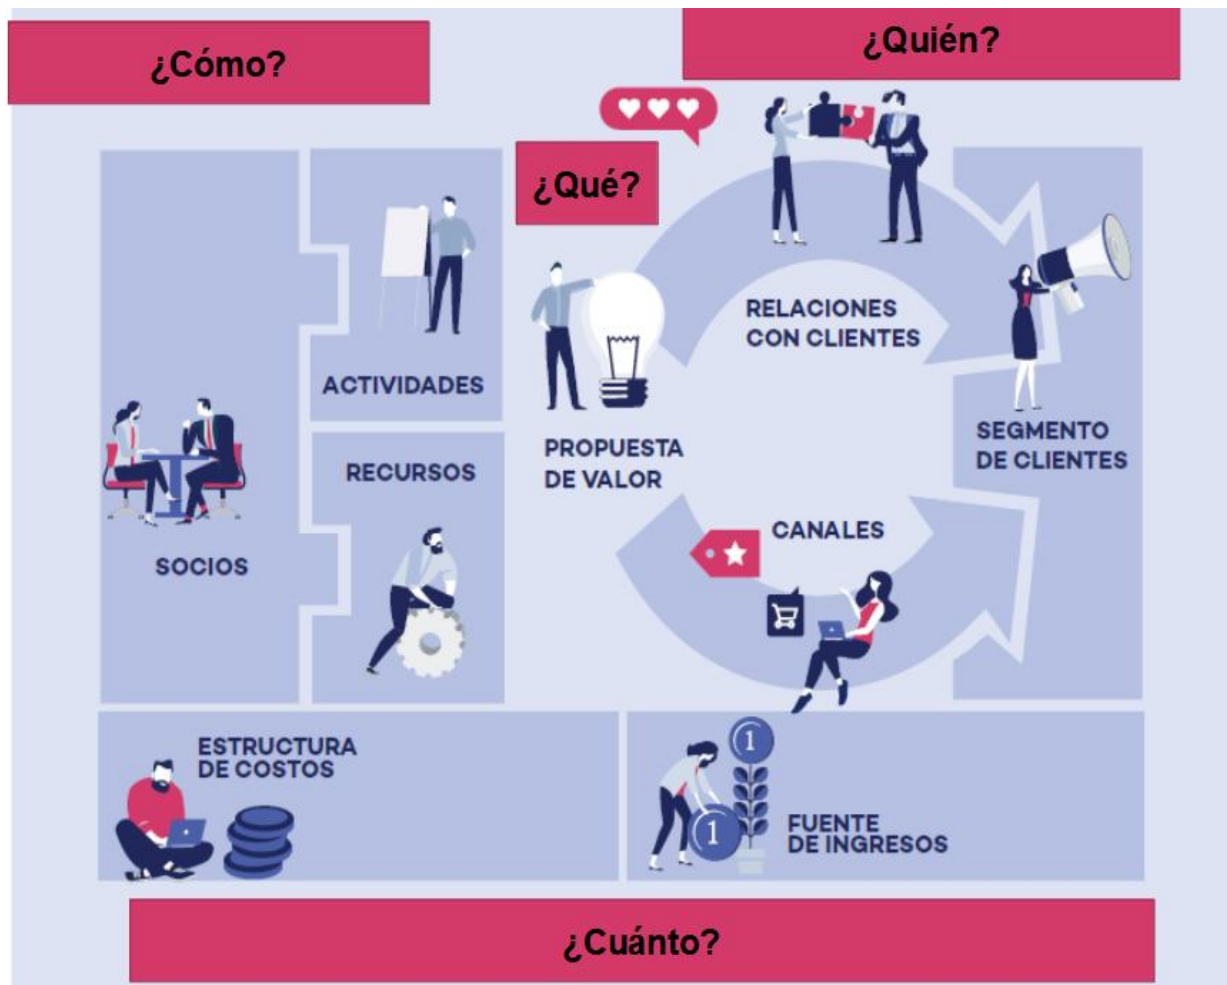 ¿Cómo?
¿Quién?
¿Qué?
ACTIVIDADES
RELACIONES
CON CLIENTES
PROPUESTA
DE VALOR
SEGMENTO
DE CLIENTES
RECURSOS
CANALES
SOCIOS
ESTRUCTURA
DE COSTOS
1
1
FUENTE
DE INGRESOS
¿Cuánto?